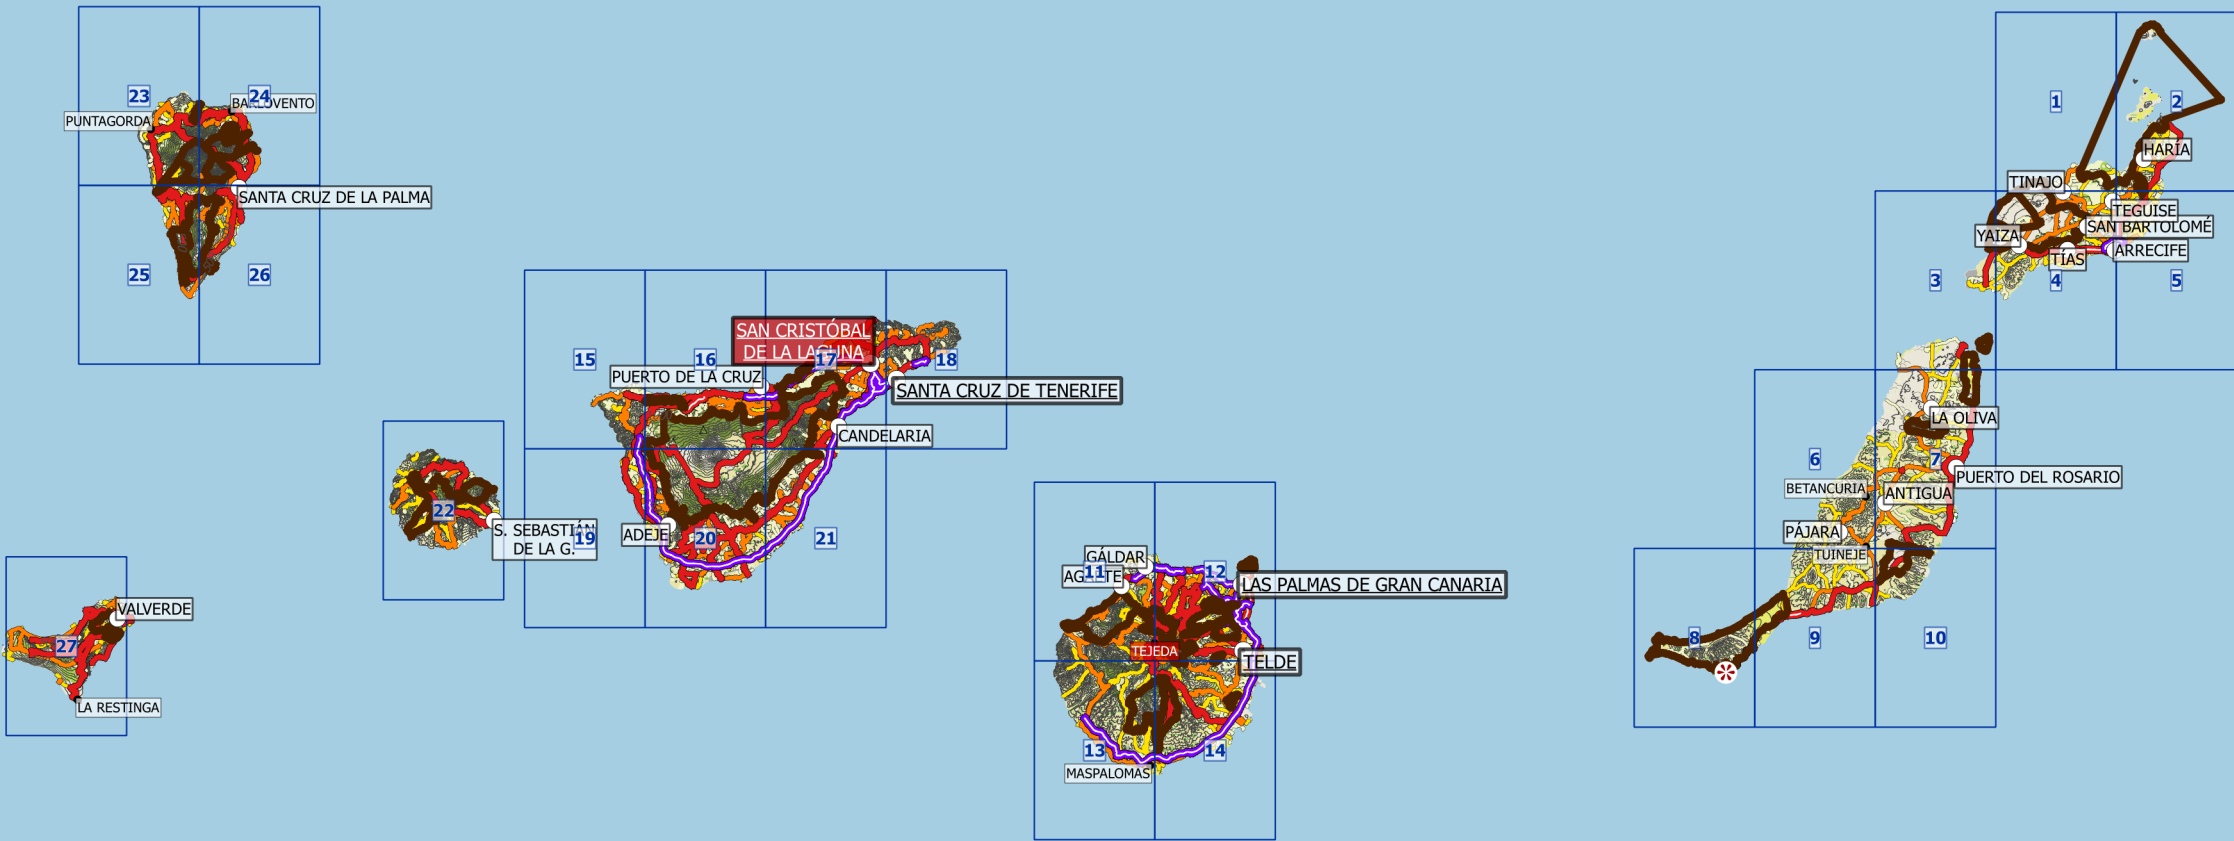 23
24
BARLOVENTO
PUNTAGORDA
SANTA CRUZ DE LA PALMA
25
26
1
2
HARÍA
TINAJO
TEGUISE
SAN BARTOLOMÉ
YAIZA
ARRECIFE
TÍAS
3
4
5
SAN CRISTÓBAL
DE LA LAGUNA
15
16
17
18
PUERTO DE LA CRUZ
SANTA CRUZ DE TENERIFE
CANDELARIA
LA OLIVA
6
7
PUERTO DEL ROSARIO
BETANCURIA
ANTIGUA
22
S. SEBASTIÁN
DE LA G.
19
ADEJE
20
21
PÁJARA
TUINEJE
GÁLDAR
11
AGAETE
12
LAS PALMAS DE GRAN CANARIA
VALVERDE
27
TEJEDA
TELDE
8
9
10
LA RESTINGA
13
14
MASPALOMAS